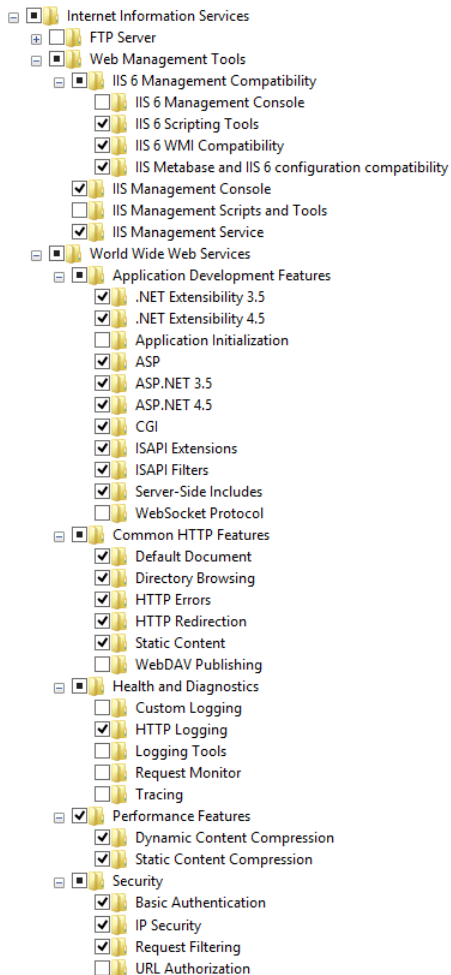 Internet Information Services
FTP Server
Web Management Tools
IIS 6 Management Compatibility
IIS 6 Management Console
IIS 6 Scripting Tools
IIS 6 WMI Compatibility
IIS Metabase and IIS 6 configuration compatibility
IIS Management Console
IIS Management Scripts and Tools
IIS Management Service
World Wide Web Services
Application Development Features
.NET Extensibility 3.5
.NET Extensibility 4.5
Application Initialization
ASP
ASP.NET 3.5
ASP.NET 4.5
CGI
ISAPI Extensions
ISAPI Filters
Server-Side Includes
WebSocket Protocol
Common HTTP Features
Default Document
Directory Browsing
HTTP Errors
HTTP Redirection
Static Content
WebDAV Publishing
Health and Diagnostics
Custom Logging
HTTP Logging
Logging Tools
Request Monitor
Tracing
Performance Features
Dynamic Content Compression
Static Content Compression
Security
Basic Authentication
IP Security
Request Filtering
URL Authorization